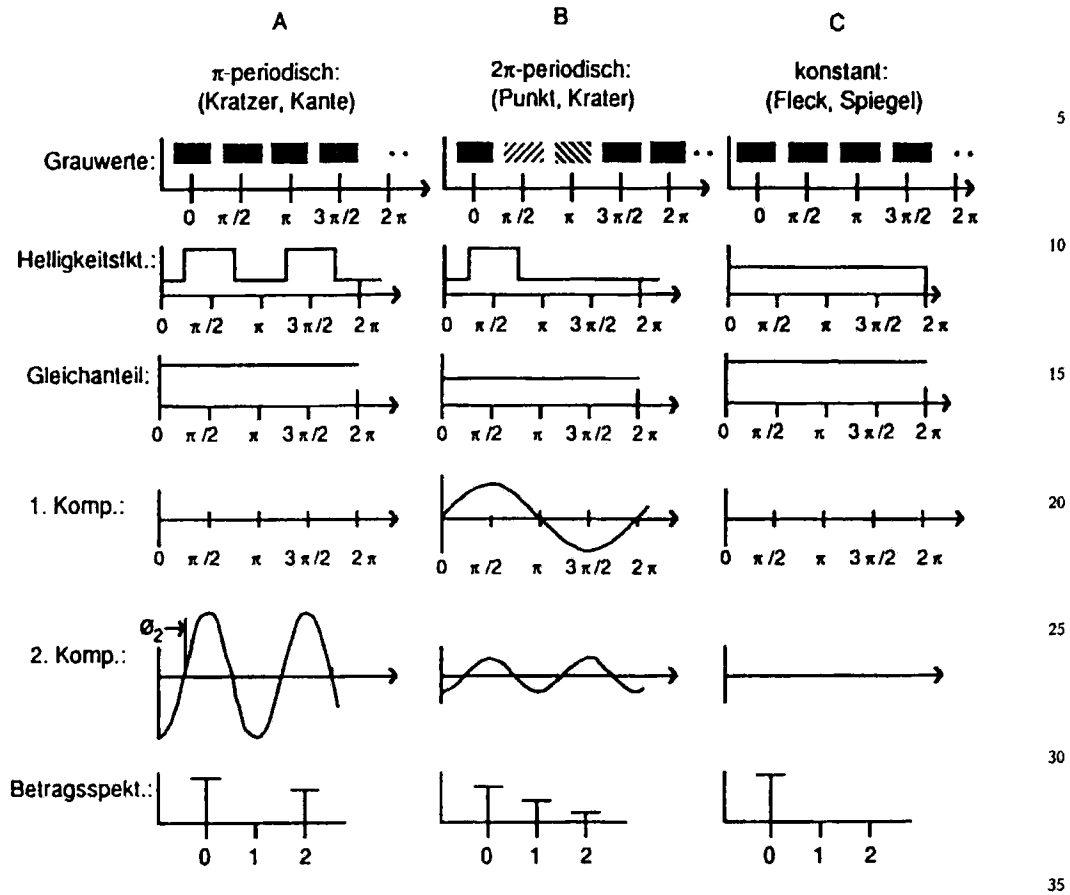 A B C
π-periodisch: 2π-periodisch: konstant:
(Kratzer, Kante) (Punkt, Krater) (Fleck, Spiegel)
5
Grauwerte: .. .. ..
0 π/2 π 3π/2 2π 0 π/2 π 3π/2 2π 0 π/2 π 3π/2 2π
Helligkeitsfkt.: 10
0 π/2 π 3π/2 2π 0 π/2 π 3π/2 2π 0 π/2 π 3π/2 2π
Gleichanteil: 15
0 π/2 π 3π/2 2π 0 π/2 π 3π/2 2π 0 π/2 π 3π/2 2π
1. Komp.: 20
0 π/2 π 3π/2 2π 0 π/2 π 3π/2 2π 0 π/2 π 3π/2 2π
Ø2 25
2. Komp.:
30
Betragsspekt.:
0 1 2 0 1 2 0 1 2
35